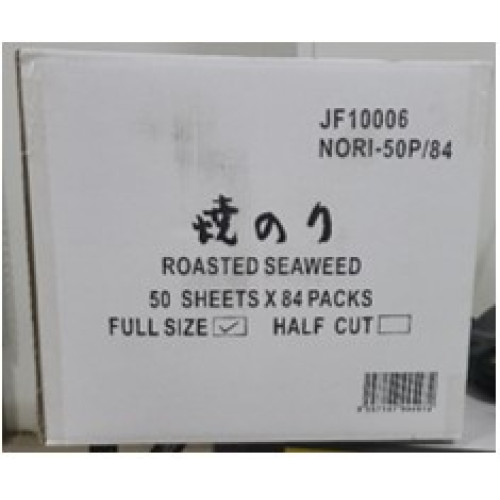 JF10006
NORI-50P/84
焼のり
ROASTED SEAWEED
50 SHEETS X 84 PACKS
FULL SIZE ☑ HALF CUT ☐